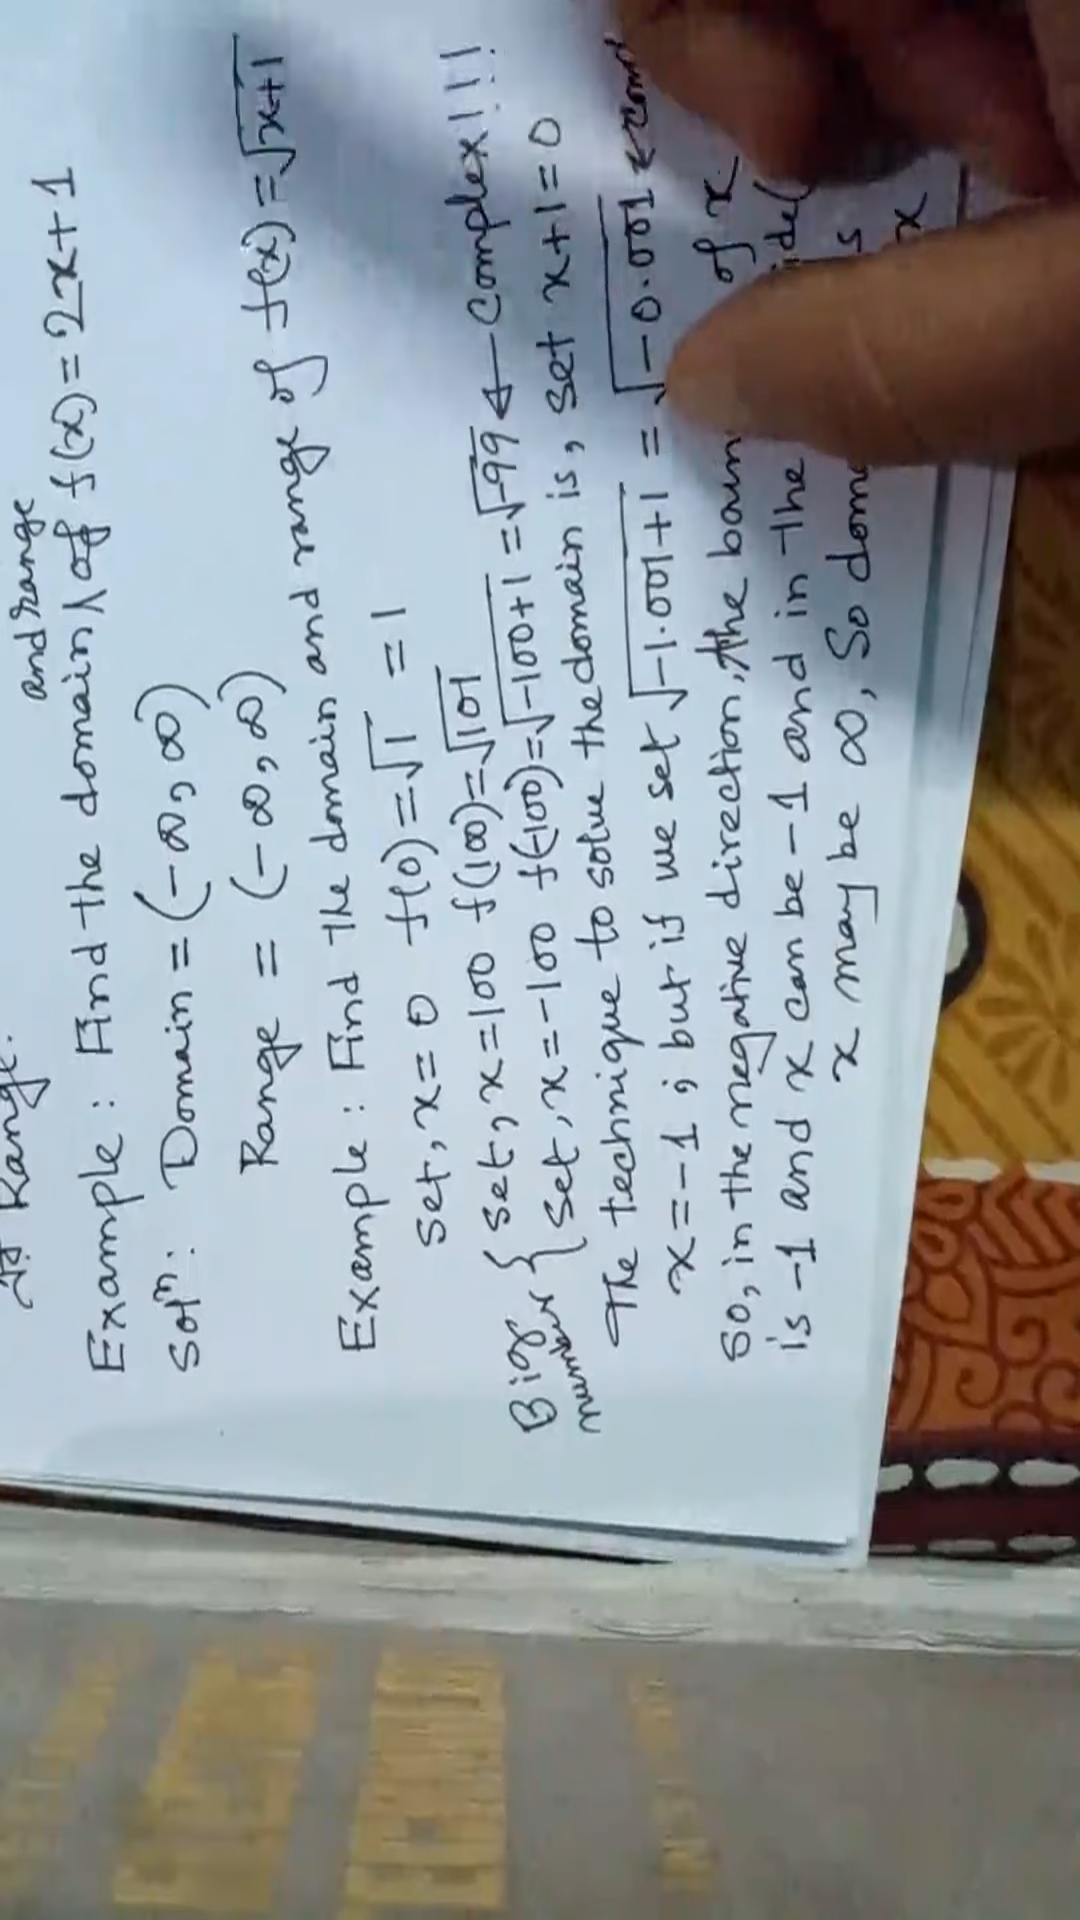 Range:
and range
Example: Find the domain ∧ of f(x) = 2x+1
Solⁿ: Domain = (-∞, ∞)
Range = (-∞, ∞)
Example: Find the domain and range of f(x) = √x+1
set, x = 0 f(0) = √1 = 1
Big { set, x = 100 f(100) = √101
number { set, x = -100 f(-100) = √-100+1 = √-99 ← Complex!!!
The technique to solve the domain is, set x+1 = 0
x = -1 ; but if we set √-1.001+1 = √-0.001 ←
So, in the negative direction, the of x
is -1 and x can be -1 and in the
x may be ∞, So
x